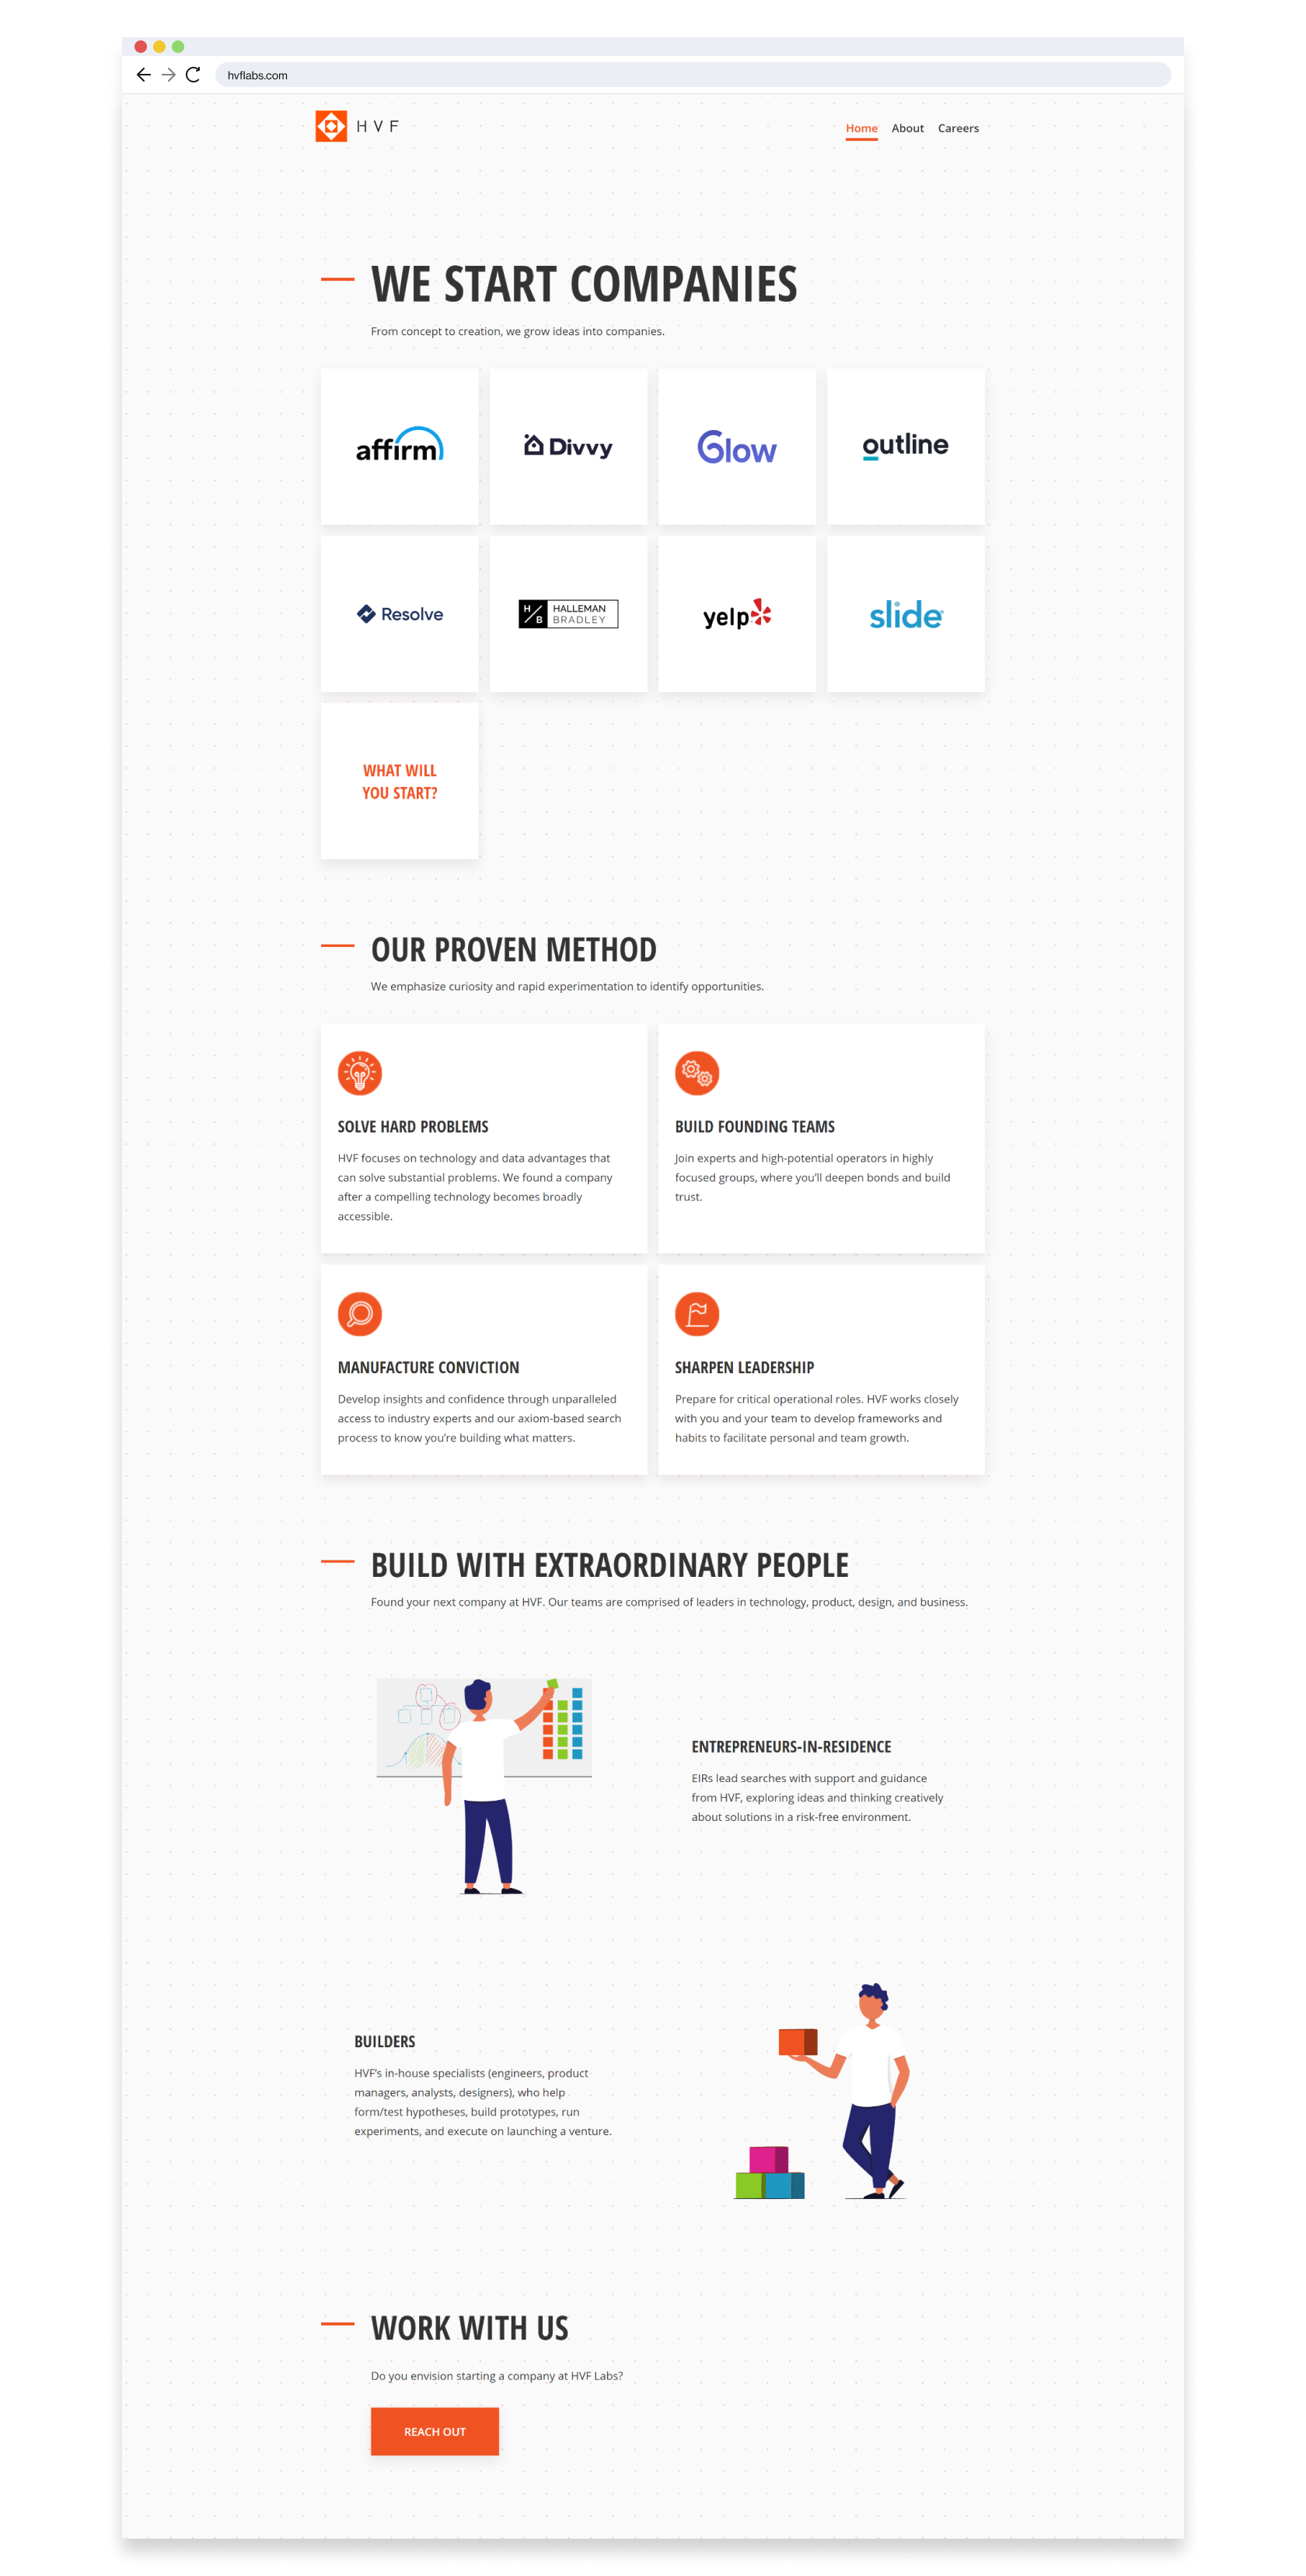 hvflabs.com
HVF
Home About Careers
WE START COMPANIES
From concept to creation, we grow ideas into companies.
affirm
Divvy
Glow
outline
Resolve
H/B HALLEMAN
BRADLEY
yelp
slide
WHAT WILL
YOU START?
OUR PROVEN METHOD
We emphasize curiosity and rapid experimentation to identify opportunities.
SOLVE HARD PROBLEMS
HVF focuses on technology and data advantages that
can solve substantial problems. We found a company
after a compelling technology becomes broadly
accessible.
BUILD FOUNDING TEAMS
Join experts and high-potential operators in highly
focused groups, where you'll deepen bonds and build
trust.
MANUFACTURE CONVICTION
Develop insights and confidence through unparalleled
access to industry experts and our axiom-based search
process to know you're building what matters.
SHARPEN LEADERSHIP
Prepare for critical operational roles. HVF works closely
with you and your team to develop frameworks and
habits to facilitate personal and team growth.
BUILD WITH EXTRAORDINARY PEOPLE
Found your next company at HVF. Our teams are comprised of leaders in technology, product, design, and business.
ENTREPRENEURS-IN-RESIDENCE
EIRs lead searches with support and guidance
from HVF, exploring ideas and thinking creatively
about solutions in a risk-free environment.
BUILDERS
HVF's in-house specialists (engineers, product
managers, analysts, designers), who help
form/test hypotheses, build prototypes, run
experiments, and execute on launching a venture.
WORK WITH US
Do you envision starting a company at HVF Labs?
REACH OUT